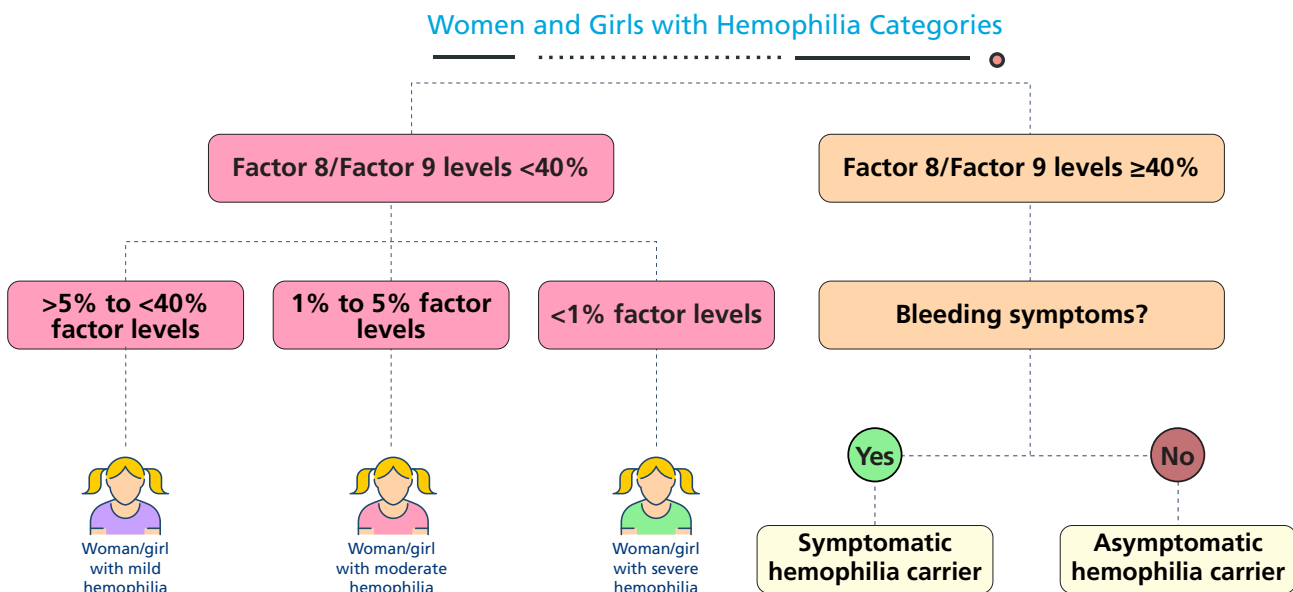 Women and Girls with Hemophilia Categories
Factor 8/Factor 9 levels <40%
Factor 8/Factor 9 levels ≥40%
>5% to <40%
factor levels
1% to 5% factor
levels
<1% factor levels
Bleeding symptoms?
Yes
No
Woman/girl
with mild
hemophilia
Woman/girl
with moderate
hemophilia
Woman/girl
with severe
hemophilia
Symptomatic
hemophilia carrier
Asymptomatic
hemophilia carrier